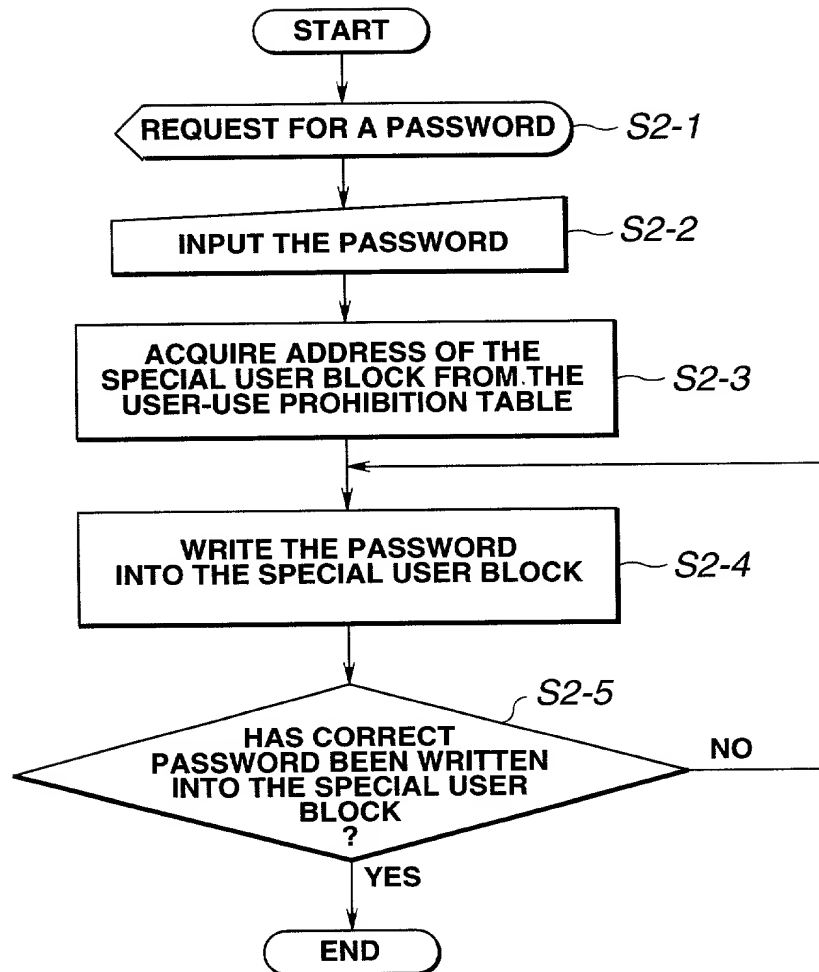 START
REQUEST FOR A PASSWORD
S2-1
INPUT THE PASSWORD
S2-2
ACQUIRE ADDRESS OF THE
SPECIAL USER BLOCK FROM THE
USER-USE PROHIBITION TABLE
S2-3
WRITE THE PASSWORD
INTO THE SPECIAL USER BLOCK
S2-4
S2-5
HAS CORRECT
PASSWORD BEEN WRITTEN
INTO THE SPECIAL USER
BLOCK
?
NO
YES
END